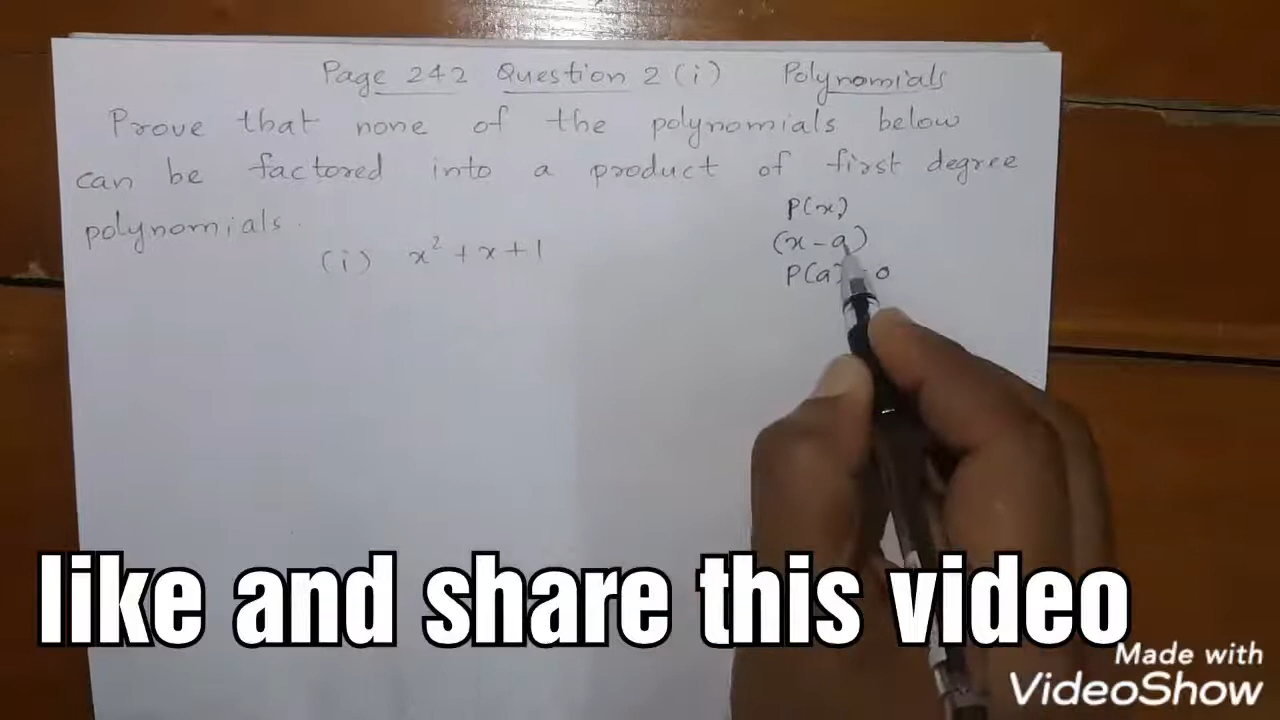 Page 242 Question 2 (i) Polynomials
Prove that none of the polynomials below
can be factored into a product of first degree
polynomials.
P(x)
(x - a)
(i) x² + x + 1
P(a) 0
like and share this video
Made with
VideoShow